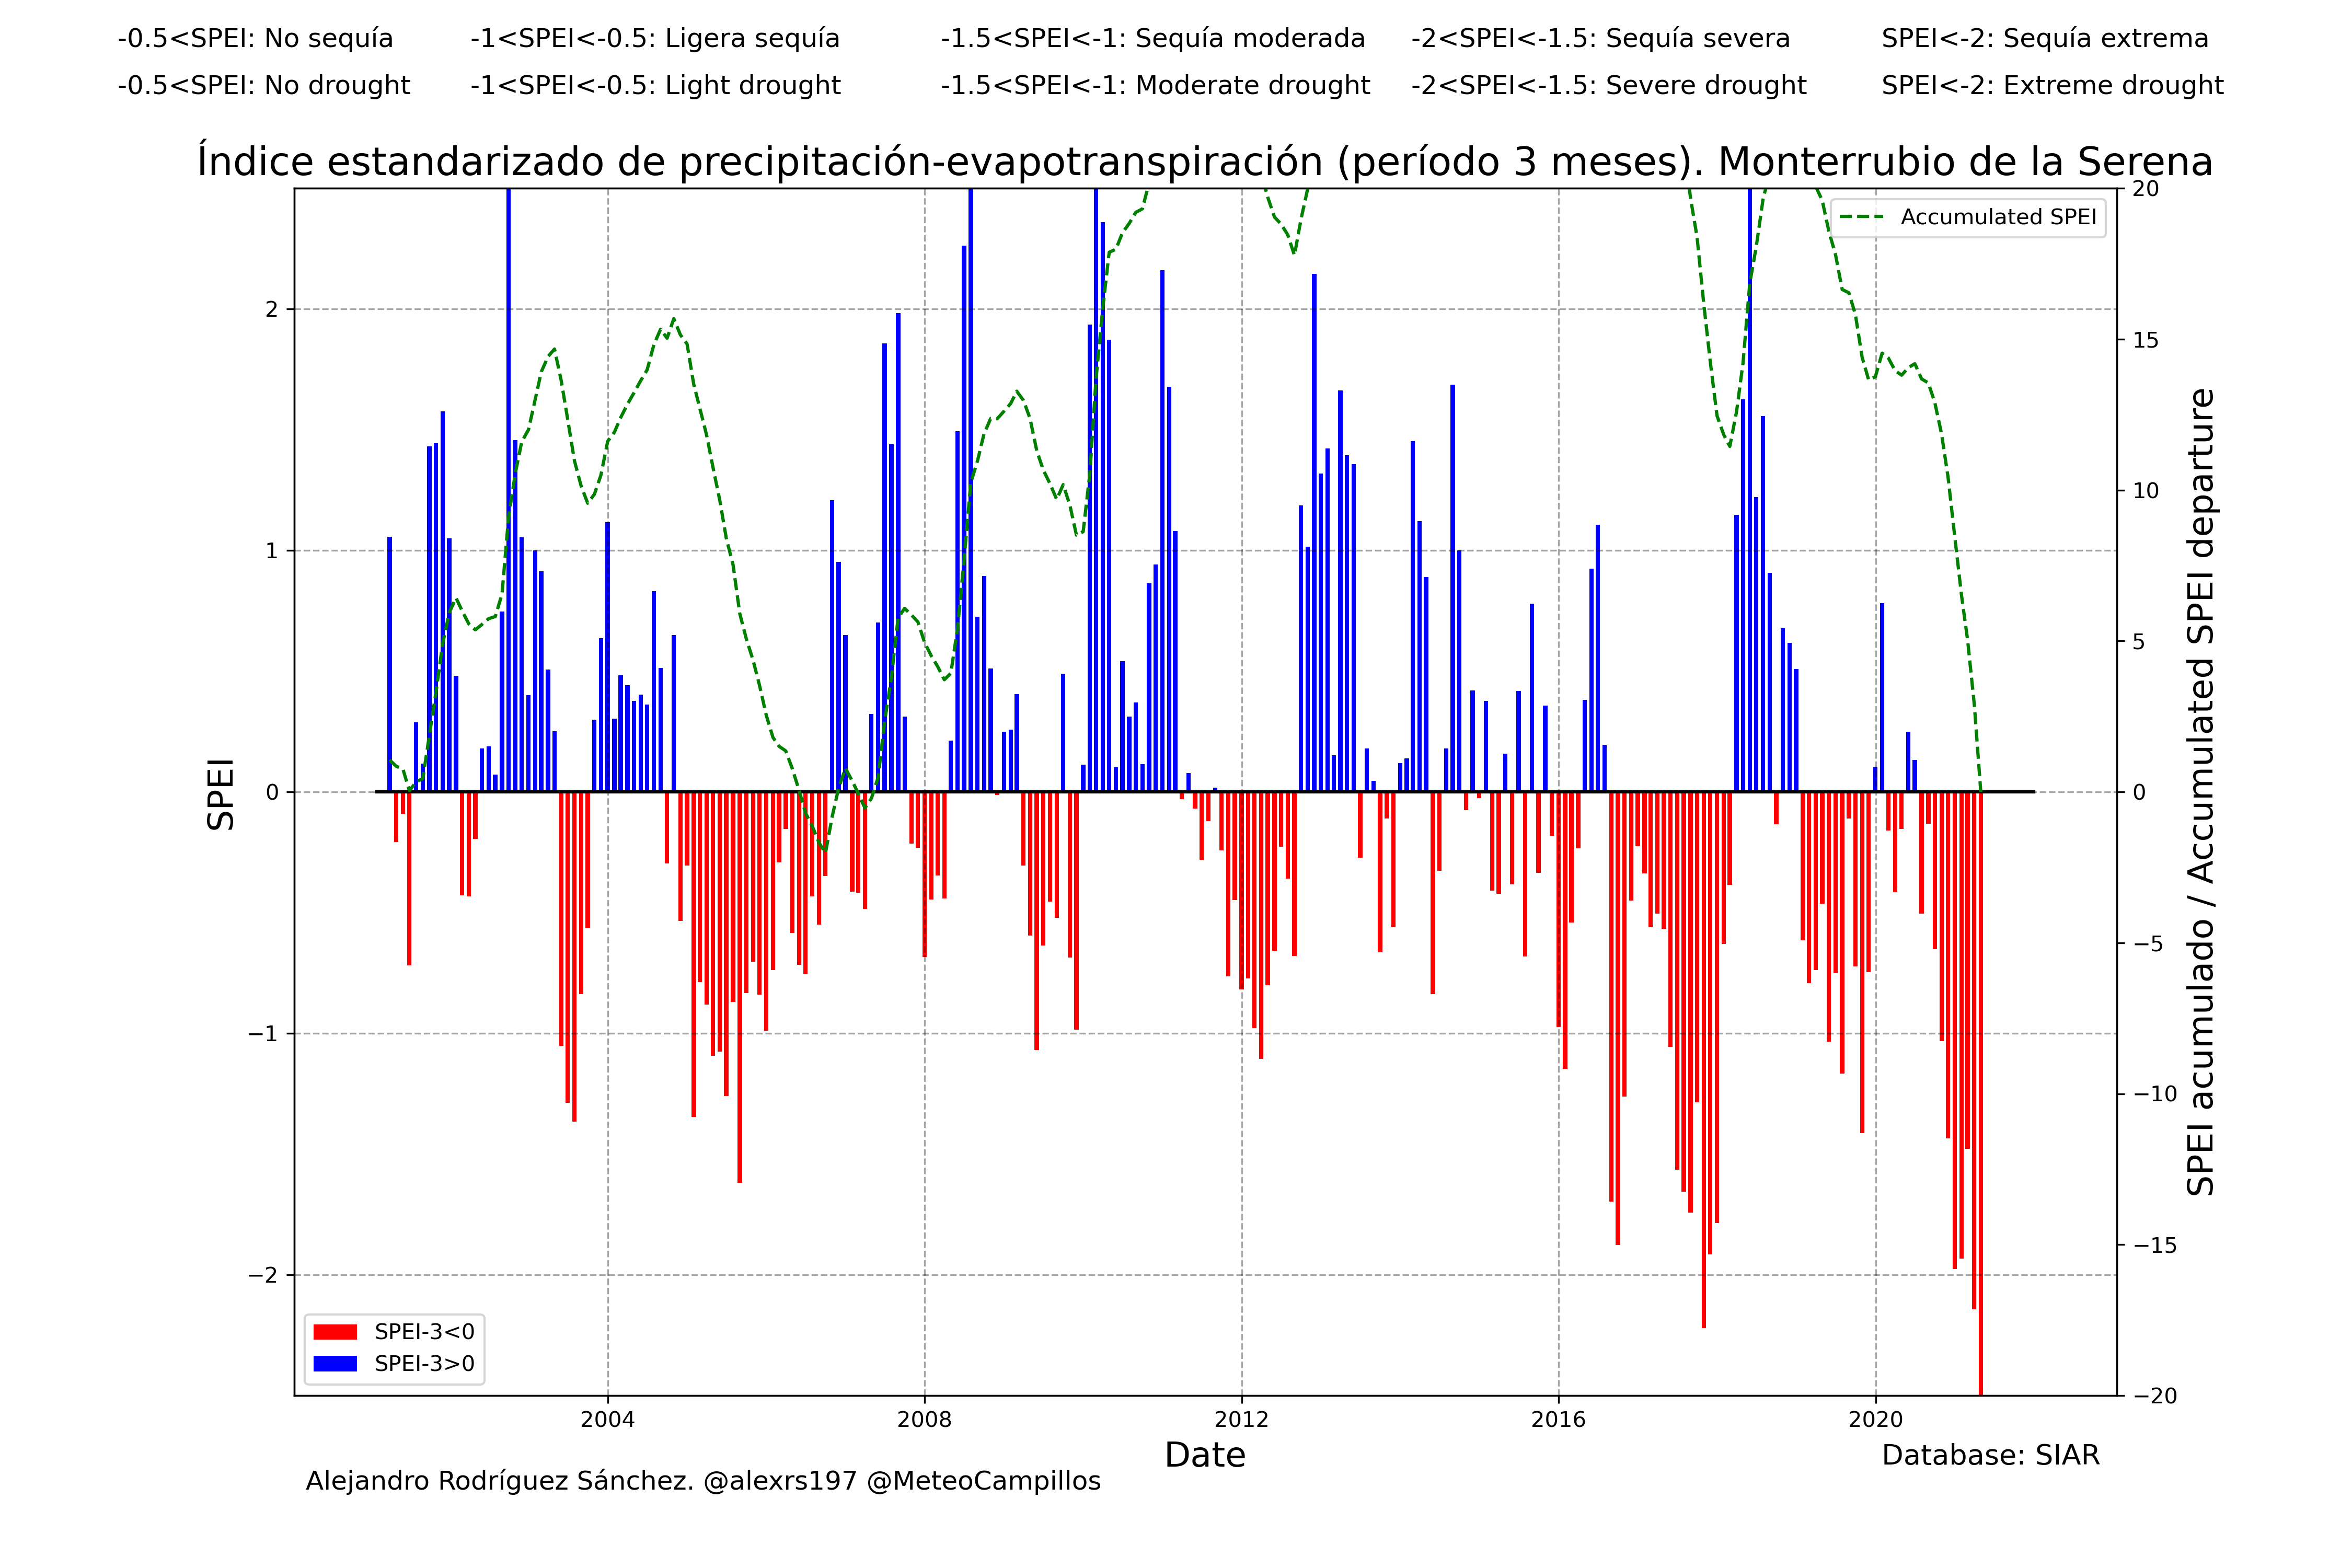 -0.5<SPEI: No sequía -1<SPEI<-0.5: Ligera sequía -1.5<SPEI<-1: Sequía moderada -2<SPEI<-1.5: Sequía severa SPEI<-2: Sequía extrema
-0.5<SPEI: No drought -1<SPEI<-0.5: Light drought -1.5<SPEI<-1: Moderate drought -2<SPEI<-1.5: Severe drought SPEI<-2: Extreme drought
Índice estandarizado de precipitación-evapotranspiración (período 3 meses). Monterrubio de la Serena
Accumulated SPEI
SPEI
2
1
0
−1
−2
20
15
10
5
0
−5
−10
−15
−20
SPEI acumulado / Accumulated SPEI departure
SPEI-3<0
SPEI-3>0
2004 2008 2012 2016 2020
Date
Database: SIAR
Alejandro Rodríguez Sánchez. @alexrs197 @MeteoCampillos